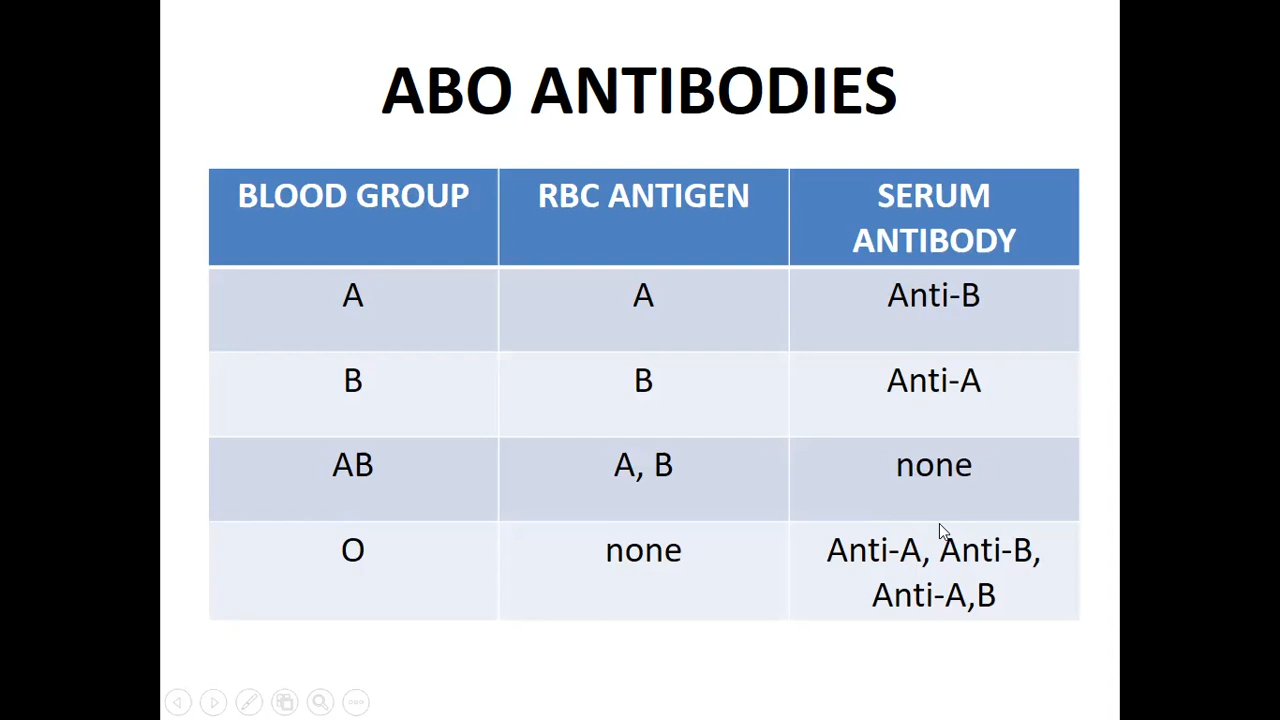 ABO ANTIBODIES
BLOOD GROUP RBC ANTIGEN SERUM
ANTIBODY
A A Anti-B
B B Anti-A
AB A, B none
O none Anti-A, Anti-B,
Anti-A,B